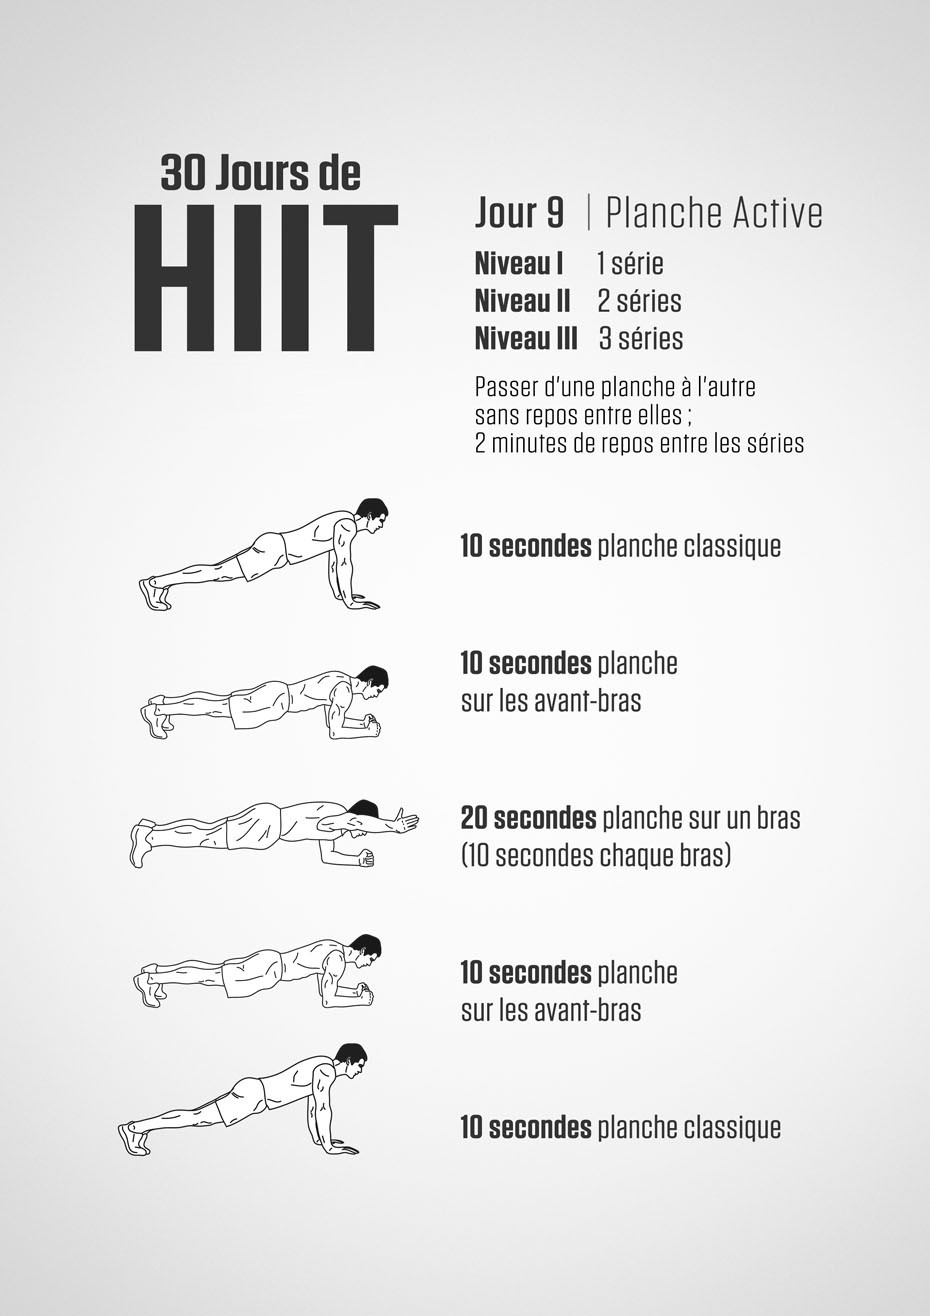 30 Jours de
HIIT
Jour 9 | Planche Active
Niveau I 1 série
Niveau II 2 séries
Niveau III 3 séries
Passer d'une planche à l'autre
sans repos entre elles ;
2 minutes de repos entre les séries
10 secondes planche classique
10 secondes planche
sur les avant-bras
20 secondes planche sur un bras
(10 secondes chaque bras)
10 secondes planche
sur les avant-bras
10 secondes planche classique